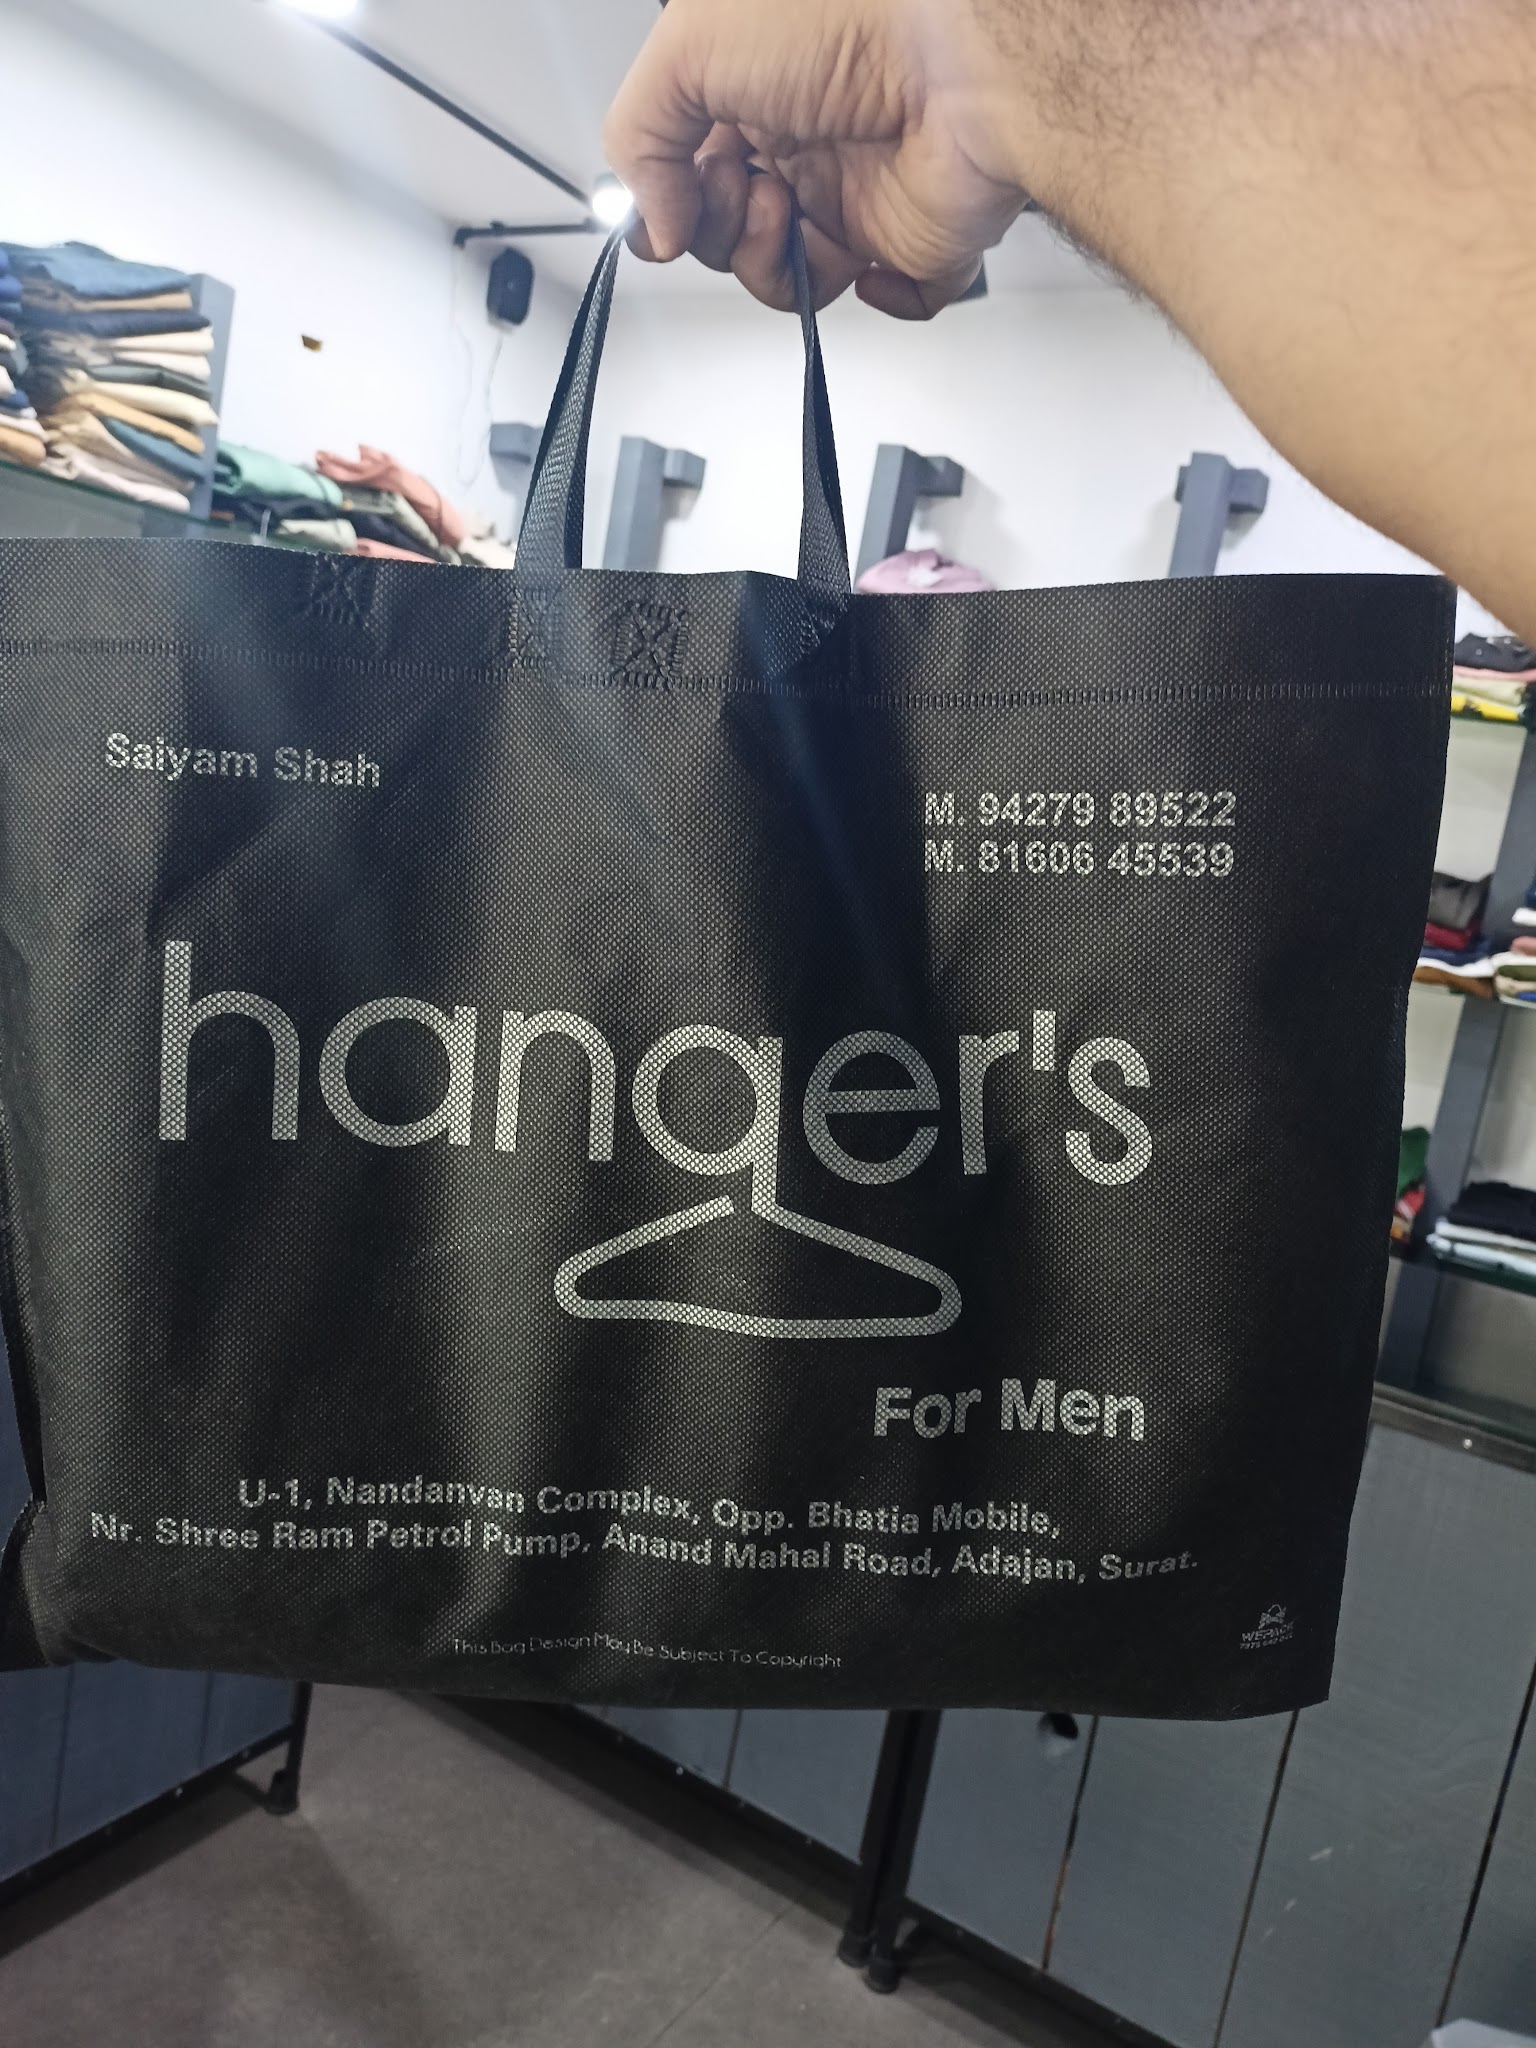 Saiyam Shah
M. 94279 89522
M. 81606 45539
hanger's
For Men
U-1, Nandanvan Complex, Opp. Bhatia Mobile,
Nr. Shree Ram Petrol Pump, Anand Mahal Road, Adajan, Surat.
This Bag Design May Be Subject To Copyright
WEPACK